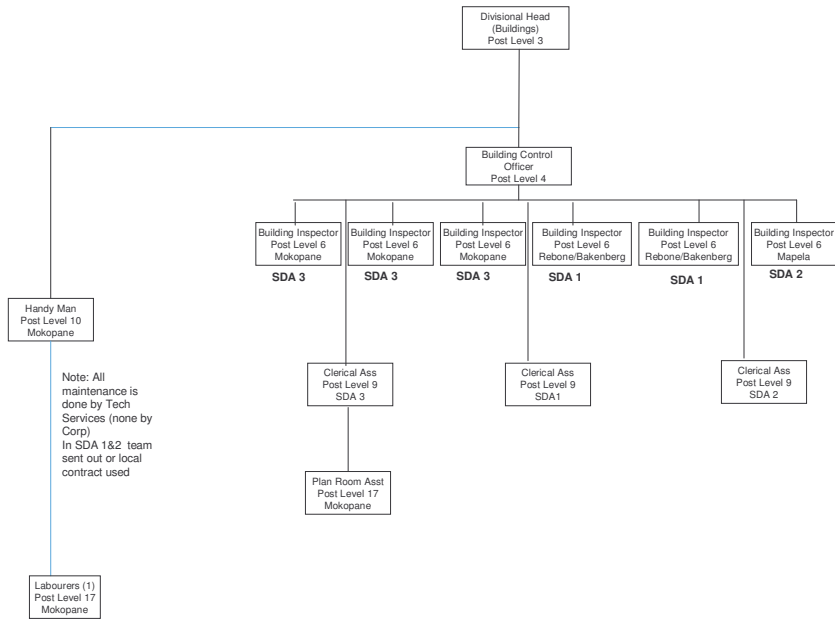 Divisional Head
(Buildings)
Post Level 3
Building Control
Officer
Post Level 4
Building Inspector
Post Level 6
Mokopane
SDA 3
Building Inspector
Post Level 6
Mokopane
SDA 3
Building Inspector
Post Level 6
Mokopane
SDA 3
Building Inspector
Post Level 6
Rebone/Bakenberg
SDA 1
Building Inspector
Post Level 6
Rebone/Bakenberg
SDA 1
Building Inspector
Post Level 6
Mapela
SDA 2
Handy Man
Post Level 10
Mokopane
Note: All
maintenance is
done by Tech
Services (none by
Corp)
In SDA 1&2 team
sent out or local
contract used
Clerical Ass
Post Level 9
SDA 3
Clerical Ass
Post Level 9
SDA1
Clerical Ass
Post Level 9
SDA 2
Plan Room Asst
Post Level 17
Mokopane
Labourers (1)
Post Level 17
Mokopane